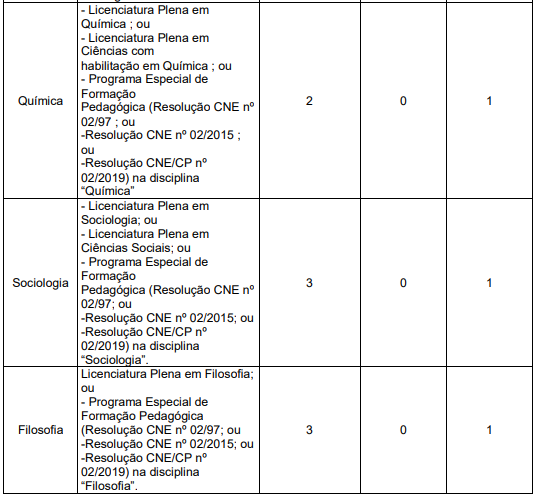 - Licenciatura Plena em
Química ; ou
- Licenciatura Plena em
Ciências com
habilitação em Química ; ou
- Programa Especial de
Formação
Química
Pedagógica (Resolução CNE nº
2
0
1
02/97 ; ou
-Resolução CNE nº 02/2015 ;
ou
-Resolução CNE/CP nº
02/2019) na disciplina
“Química”
- Licenciatura Plena em
Sociologia; ou
- Licenciatura Plena em
Ciências Sociais; ou
- Programa Especial de
Formação
Sociologia
Pedagógica (Resolução CNE nº
3
0
1
02/97; ou
-Resolução CNE nº 02/2015; ou
-Resolução CNE/CP nº
02/2019) na disciplina
“Sociologia”.
Licenciatura Plena em Filosofia;
ou
- Programa Especial de
Formação Pedagógica
Filosofia
(Resolução CNE nº 02/97; ou
3
0
1
-Resolução CNE nº 02/2015; ou
-Resolução CNE/CP nº
02/2019) na disciplina
“Filosofia”.